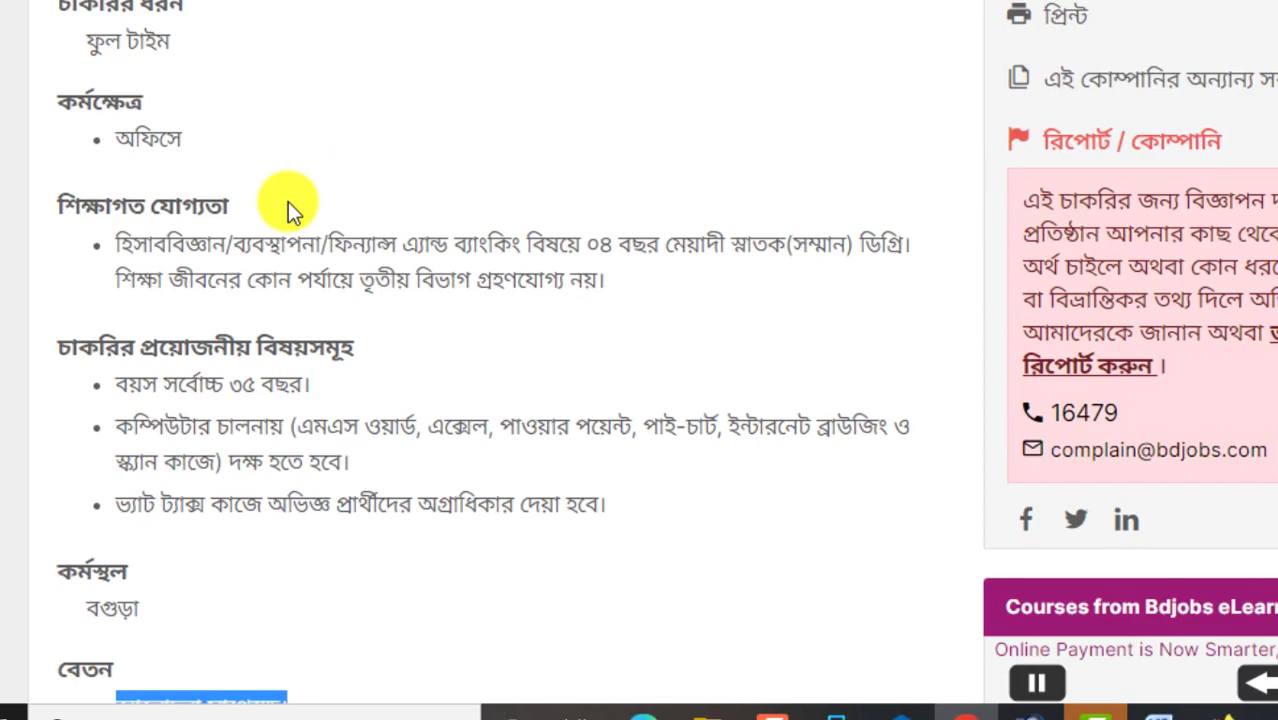 চাকরির ধরন
ফুল টাইম
কর্মক্ষেত্র
অফিসে
শিক্ষাগত যোগ্যতা
হিসাববিজ্ঞান/ব্যবস্থাপনা/ফিন্যান্স এ্যান্ড ব্যাংকিং বিষয়ে ০৪ বছর মেয়াদী স্নাতক(সম্মান) ডিগ্রি।
শিক্ষা জীবনের কোন পর্যায়ে তৃতীয় বিভাগ গ্রহণযোগ্য নয়।
চাকরির প্রয়োজনীয় বিষয়সমূহ
বয়স সর্বোচ্চ ৩৫ বছর।
কম্পিউটার চালনায় (এমএস ওয়ার্ড, এক্সেল, পাওয়ার পয়েন্ট, পাই-চার্ট, ইন্টারনেট ব্রাউজিং ও
স্ক্যান কাজে) দক্ষ হতে হবে।
ভ্যাট ট্যাক্স কাজে অভিজ্ঞ প্রার্থীদের অগ্রাধিকার দেয়া হবে।
কর্মস্থল
বগুড়া
বেতন
প্রিন্ট
এই কোম্পানির অন্যান্য
রিপোর্ট / কোম্পানি
এই চাকরির জন্য বিজ্ঞাপন
প্রতিষ্ঠান আপনার কাছ থেকে
অর্থ চাইলে অথবা কোন
বা বিভ্রান্তিকর তথ্য দিলে
আমাদেরকে জানান অথবা
রিপোর্ট করুন ।
16479
complain@bdjobs.com
Courses from Bdjobs eLearn
Online Payment is Now Smarter,